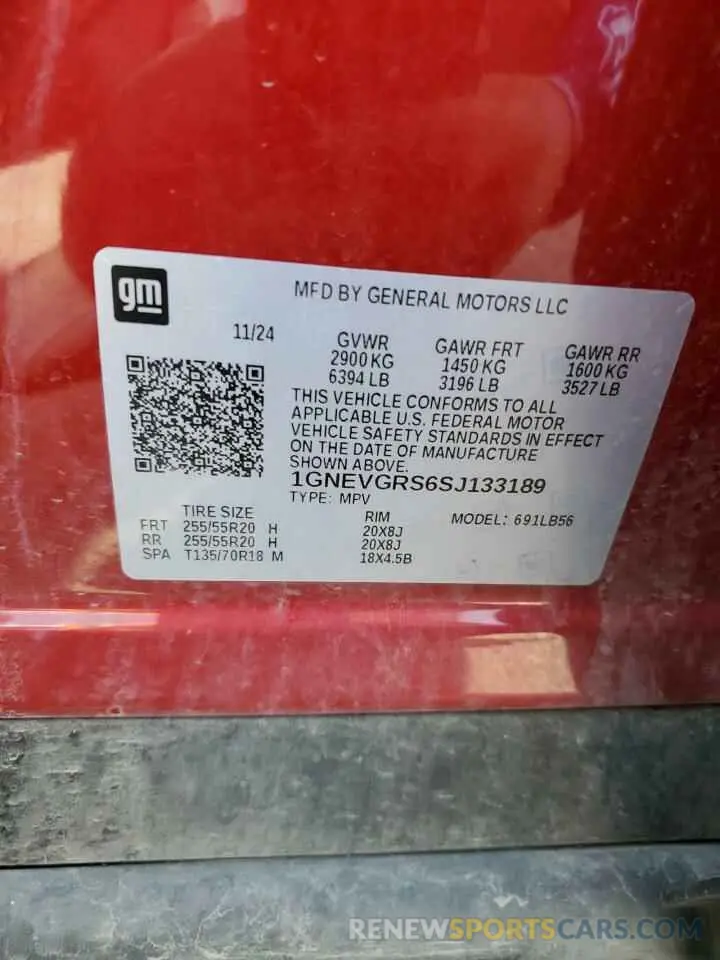 gm
MFD BY GENERAL MOTORS LLC
11/24
GVWR GAWR FRT GAWR RR
2900 KG 1450 KG 1600 KG
6394 LB 3196 LB 3527 LB
THIS VEHICLE CONFORMS TO ALL
APPLICABLE U.S. FEDERAL MOTOR
VEHICLE SAFETY STANDARDS IN EFFECT
ON THE DATE OF MANUFACTURE
SHOWN ABOVE.
1GNEVGRS6SJ133189
TYPE: MPV
TIRE SIZE RIM MODEL: 691LB56
FRT 255/55R20 H 20X8J
RR 255/55R20 H 20X8J
SPA T135/70R18 M 18X4.5B
RENEWSPORTSCARS.COM